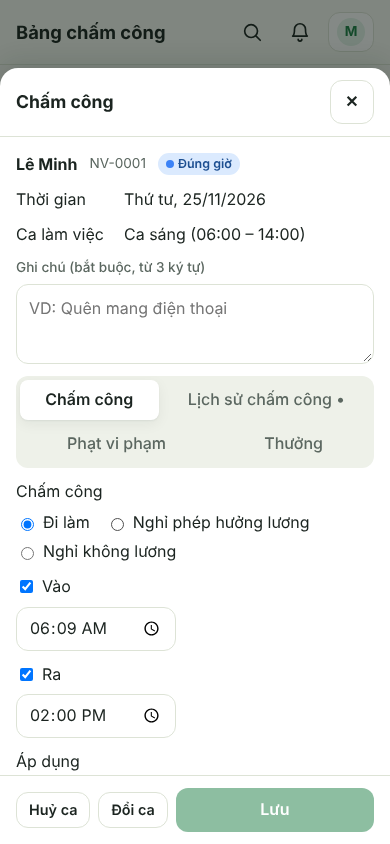 Bảng chấm công
M
Chấm công
Lê Minh NV-0001 Đúng giờ
Thời gian Thứ tư, 25/11/2026
Ca làm việc Ca sáng (06:00 – 14:00)
Ghi chú (bắt buộc, từ 3 ký tự)
VD: Quên mang điện thoại
Chấm công Lịch sử chấm công •
Phạt vi phạm Thưởng
Chấm công
Đi làm Nghỉ phép hưởng lương
Nghỉ không lương
Vào
06:09 AM
Ra
02:00 PM
Áp dụng
Huỷ ca Đổi ca Lưu